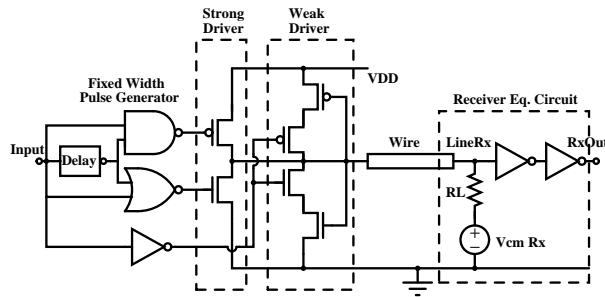 Strong
Driver
Weak
Driver
Fixed Width
Pulse Generator
VDD
Receiver Eq. Circuit
Input
Delay
Wire
LineRx
RxOut
RL
+
−
Vcm Rx